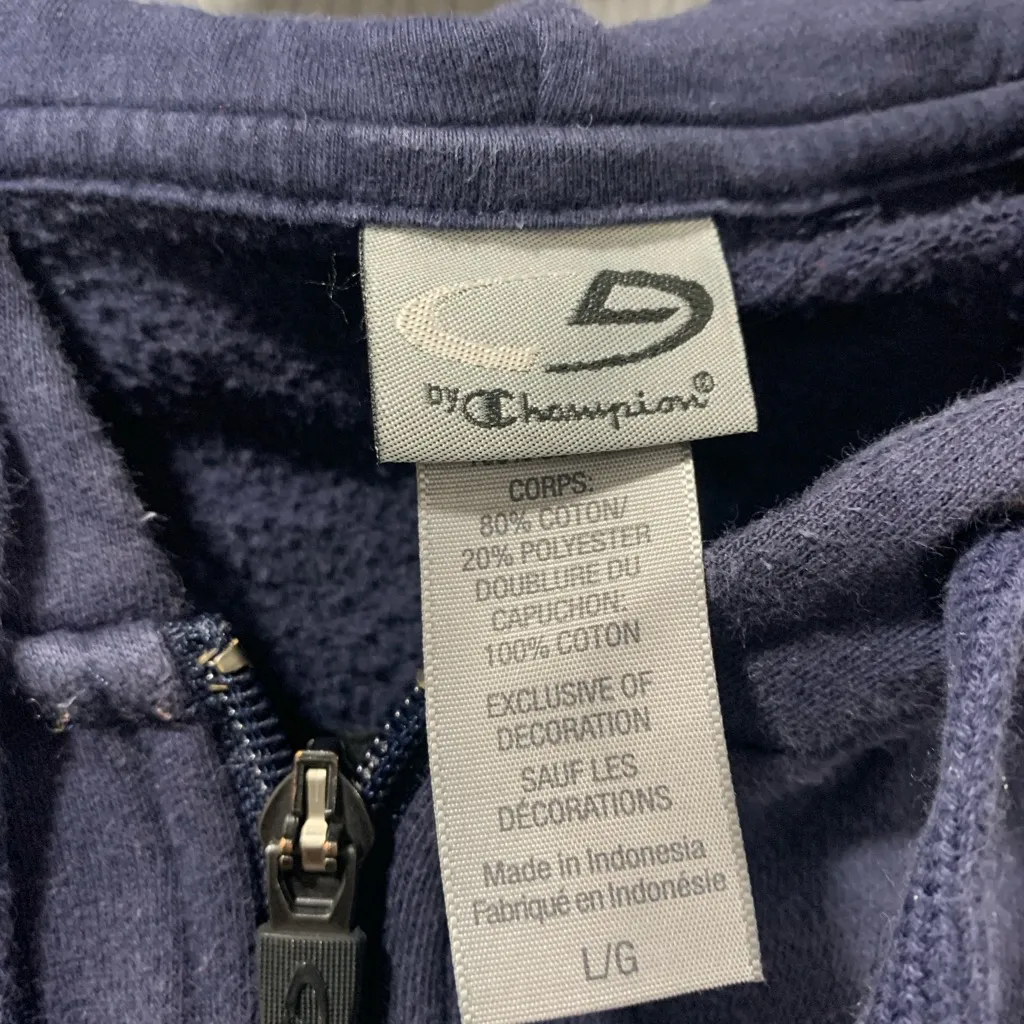 by Champion®
CORPS:
80% COTON/
20% POLYESTER
DOUBLURE DU
CAPUCHON.
100% COTON
EXCLUSIVE OF
DECORATION
SAUF LES
DÉCORATIONS
Made in Indonesia
Fabriqué en Indonésie
L/G